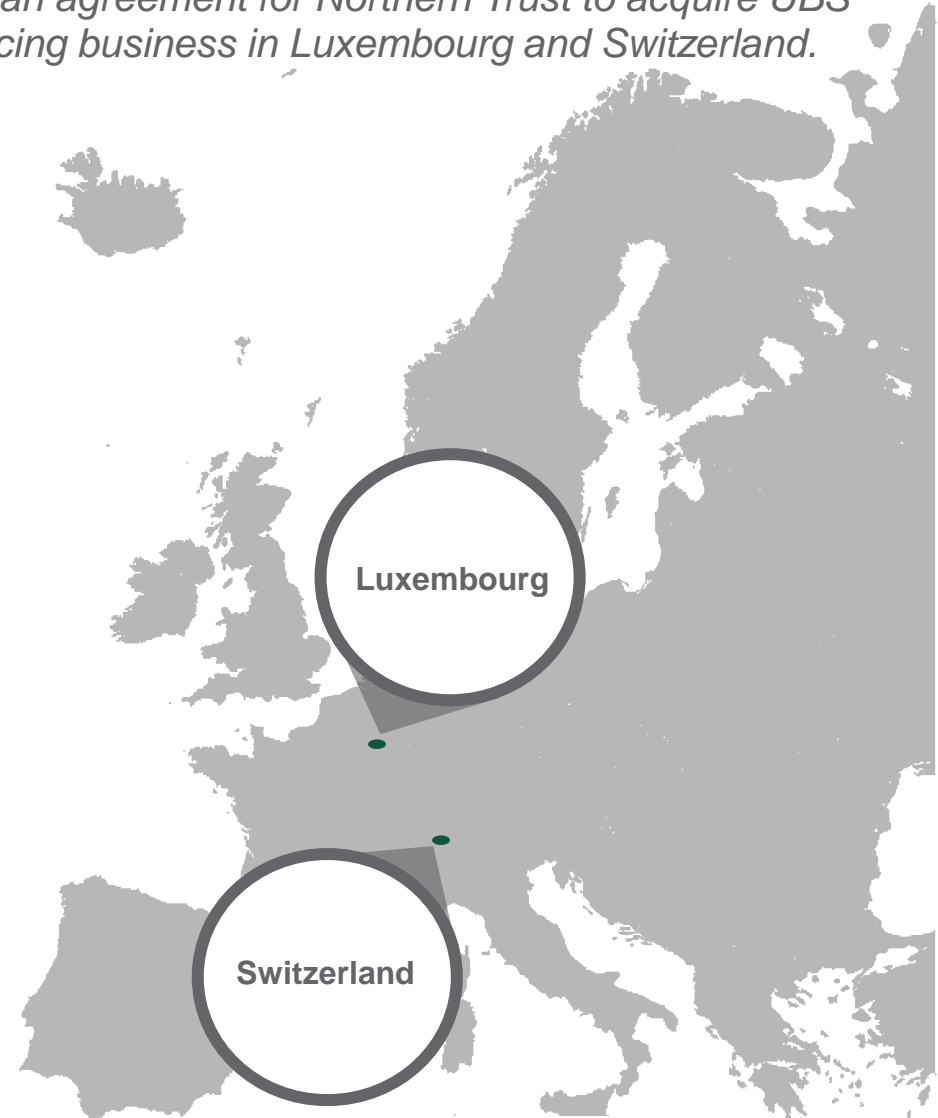 an agreement for Northern Trust to acquire UBS
cing business in Luxembourg and Switzerland.
Luxembourg
Switzerland